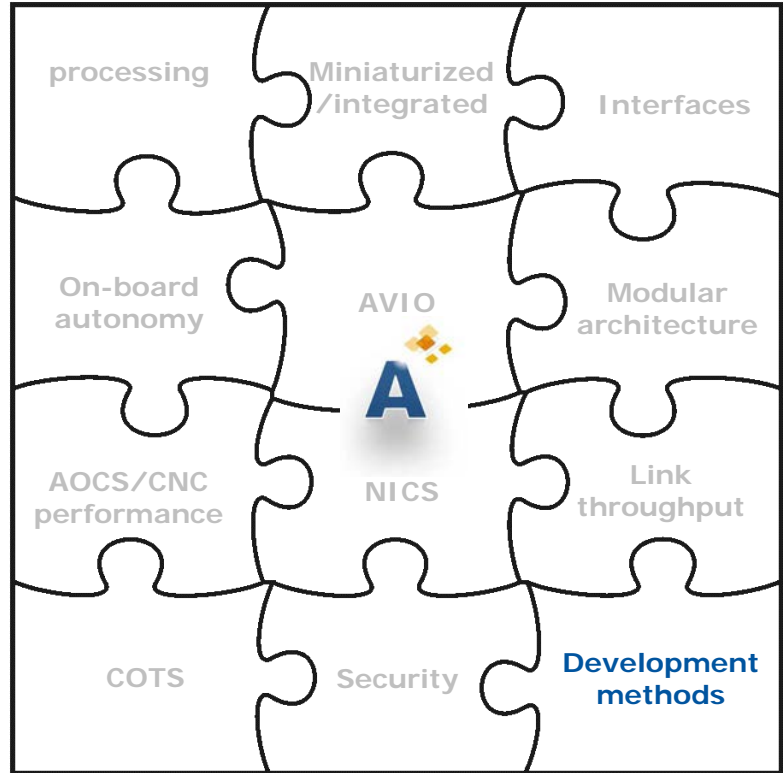 processing
Miniaturized
/integrated
Interfaces
On-board
autonomy
AVIO
Modular
architecture
A
AOCS/CNC
performance
NICS
Link
throughput
COTS
Security
Development
methods